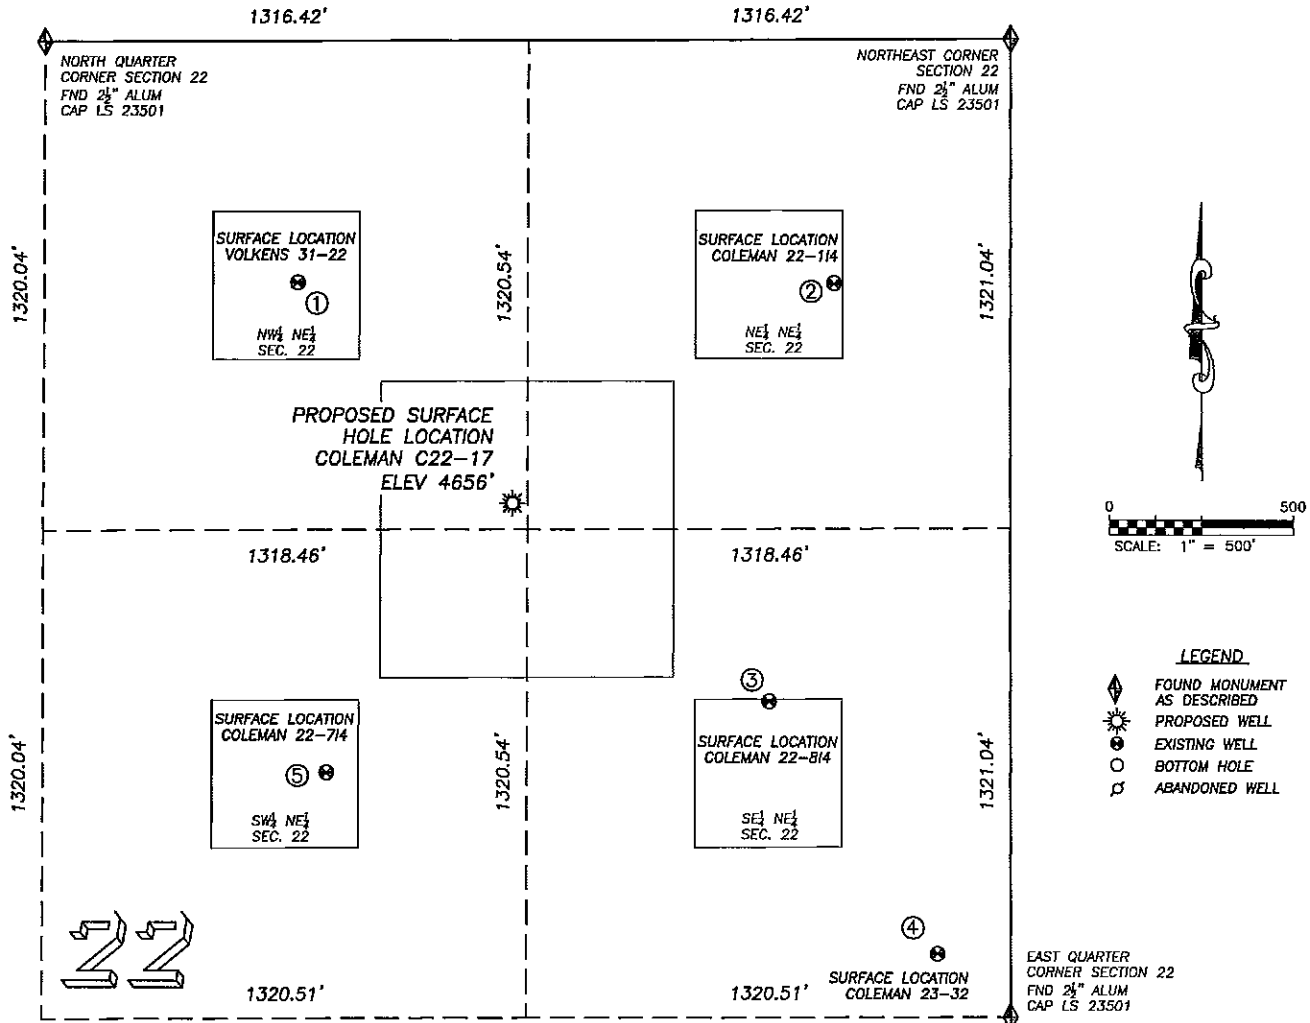 1316.42'
1316.42'
NORTH QUARTER
CORNER SECTION 22
FND 2½" ALUM
CAP LS 23501
NORTHEAST CORNER
SECTION 22
FND 2½" ALUM
CAP LS 23501
1320.04'
SURFACE LOCATION
VOLKENS 31-22
①
NW¼ NE¼
SEC. 22
1320.54'
SURFACE LOCATION
COLEMAN 22-1I4
②
NE¼ NE¼
SEC. 22
1321.04'
PROPOSED SURFACE
HOLE LOCATION
COLEMAN C22-17
ELEV 4656'
0 500
SCALE: 1" = 500'
1318.46'
1318.46'
LEGEND
FOUND MONUMENT
AS DESCRIBED
PROPOSED WELL
EXISTING WELL
BOTTOM HOLE
ABANDONED WELL
1320.04'
SURFACE LOCATION
COLEMAN 22-7I4
⑤
SW¼ NE¼
SEC. 22
1320.54'
③
SURFACE LOCATION
COLEMAN 22-8I4
SE¼ NE¼
SEC. 22
1321.04'
22
④
SURFACE LOCATION
COLEMAN 23-32
1320.51'
1320.51'
EAST QUARTER
CORNER SECTION 22
FND 2½" ALUM
CAP LS 23501